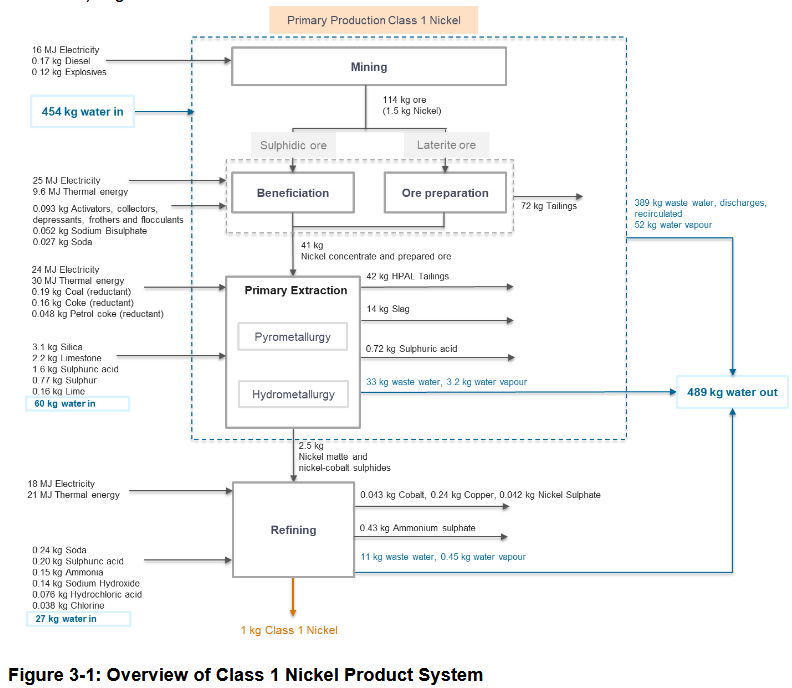 Primary Production Class 1 Nickel
16 MJ Electricity
0.17 kg Diesel
0.12 kg Explosives
Mining
454 kg water in
114 kg ore
(1.5 kg Nickel)
Sulphidic ore
Laterite ore
25 MJ Electricity
9.6 MJ Thermal energy
0.093 kg Activators, collectors,
depressants, frothers and flocculants
0.052 kg Sodium Bisulphate
0.027 kg Soda
Beneficiation
Ore preparation
72 kg Tailings
389 kg waste water, discharges,
recirculated
52 kg water vapour
41 kg
Nickel concentrate and prepared ore
24 MJ Electricity
30 MJ Thermal energy
0.19 kg Coal (reductant)
0.16 kg Coke (reductant)
0.048 kg Petrol coke (reductant)
Primary Extraction
42 kg HPAL Tailings
14 kg Slag
Pyrometallurgy
0.72 kg Sulphuric acid
3.1 kg Silica
2.2 kg Limestone
1.6 kg Sulphuric acid
0.77 kg Sulphur
0.16 kg Lime
60 kg water in
Hydrometallurgy
33 kg waste water, 3.2 kg water vapour
489 kg water out
2.5 kg
Nickel matte and
nickel-cobalt sulphides
18 MJ Electricity
21 MJ Thermal energy
Refining
0.043 kg Cobalt, 0.24 kg Copper, 0.042 kg Nickel Sulphate
0.43 kg Ammonium sulphate
11 kg waste water, 0.45 kg water vapour
0.24 kg Soda
0.20 kg Sulphuric acid
0.15 kg Ammonia
0.14 kg Sodium Hydroxide
0.076 kg Hydrochloric acid
0.038 kg Chlorine
27 kg water in
1 kg Class 1 Nickel
Figure 3-1: Overview of Class 1 Nickel Product System